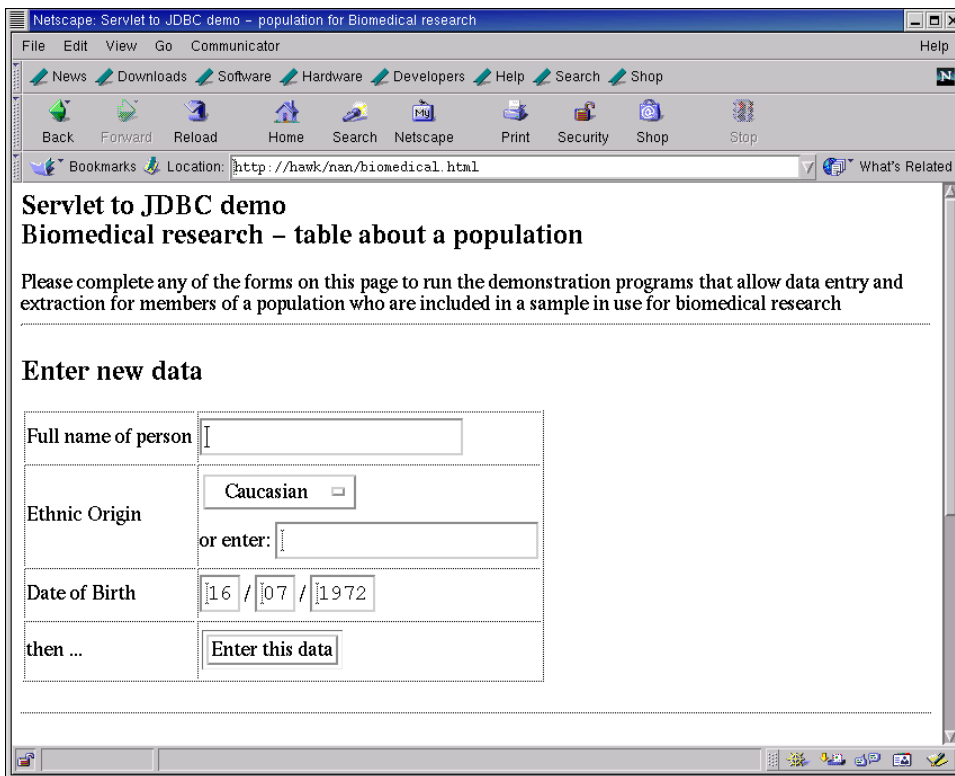 Netscape: Servlet to JDBC demo – population for Biomedical research
File Edit View Go Communicator Help
News Downloads Software Hardware Developers Help Search Shop
N
My
Back Forward Reload Home Search Netscape Print Security Shop Stop
Bookmarks Location: http://hawk/nan/biomedical.html What's Related
Servlet to JDBC demo
Biomedical research – table about a population
Please complete any of the forms on this page to run the demonstration programs that allow data entry and
extraction for members of a population who are included in a sample in use for biomedical research
Enter new data
Full name of person
Ethnic Origin
Caucasian
or enter:
Date of Birth 16 / 07 / 1972
then ... Enter this data